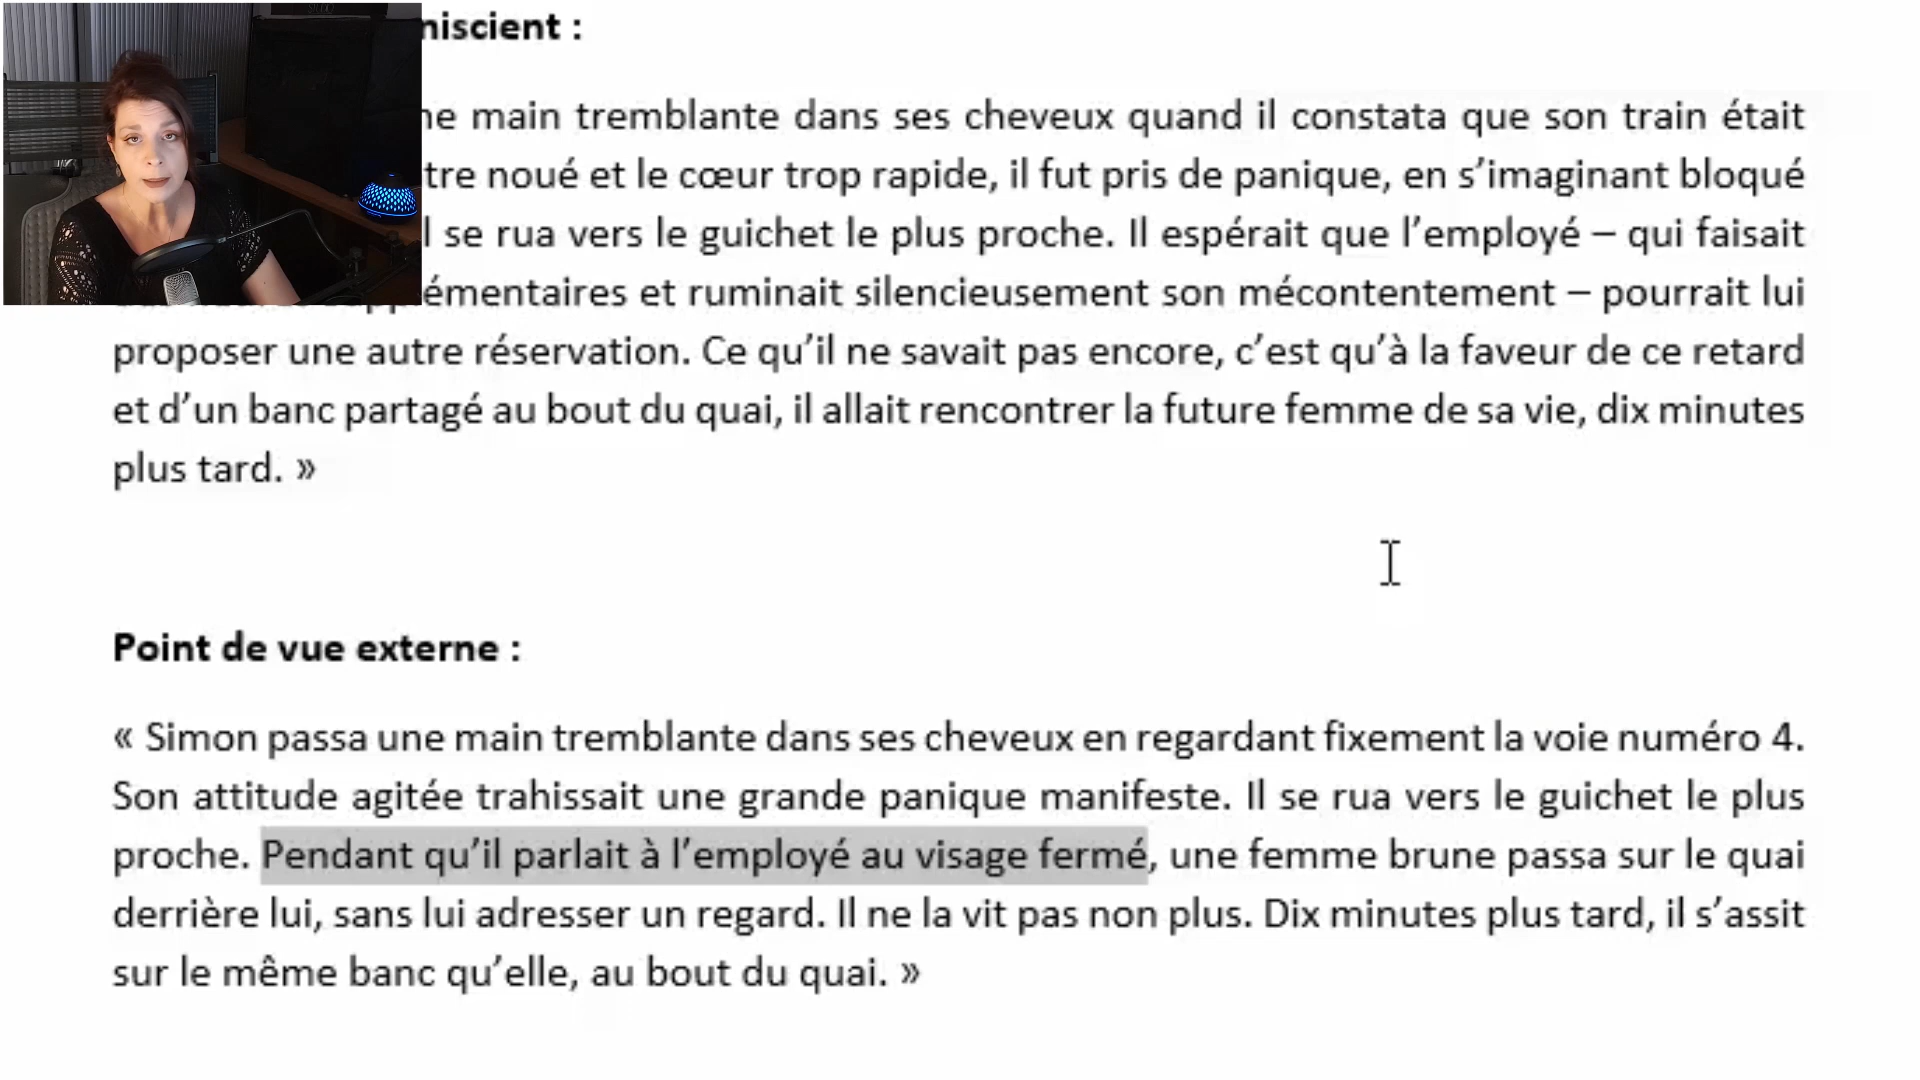 niscient :
ne main tremblante dans ses cheveux quand il constata que son train était
tre noué et le cœur trop rapide, il fut pris de panique, en s’imaginant bloqué
l se rua vers le guichet le plus proche. Il espérait que l’employé – qui faisait
émentaires et ruminait silencieusement son mécontentement – pourrait lui
proposer une autre réservation. Ce qu’il ne savait pas encore, c’est qu’à la faveur de ce retard
et d’un banc partagé au bout du quai, il allait rencontrer la future femme de sa vie, dix minutes
plus tard. »
Point de vue externe :
« Simon passa une main tremblante dans ses cheveux en regardant fixement la voie numéro 4.
Son attitude agitée trahissait une grande panique manifeste. Il se rua vers le guichet le plus
proche. Pendant qu’il parlait à l’employé au visage fermé, une femme brune passa sur le quai
derrière lui, sans lui adresser un regard. Il ne la vit pas non plus. Dix minutes plus tard, il s’assit
sur le même banc qu’elle, au bout du quai. »